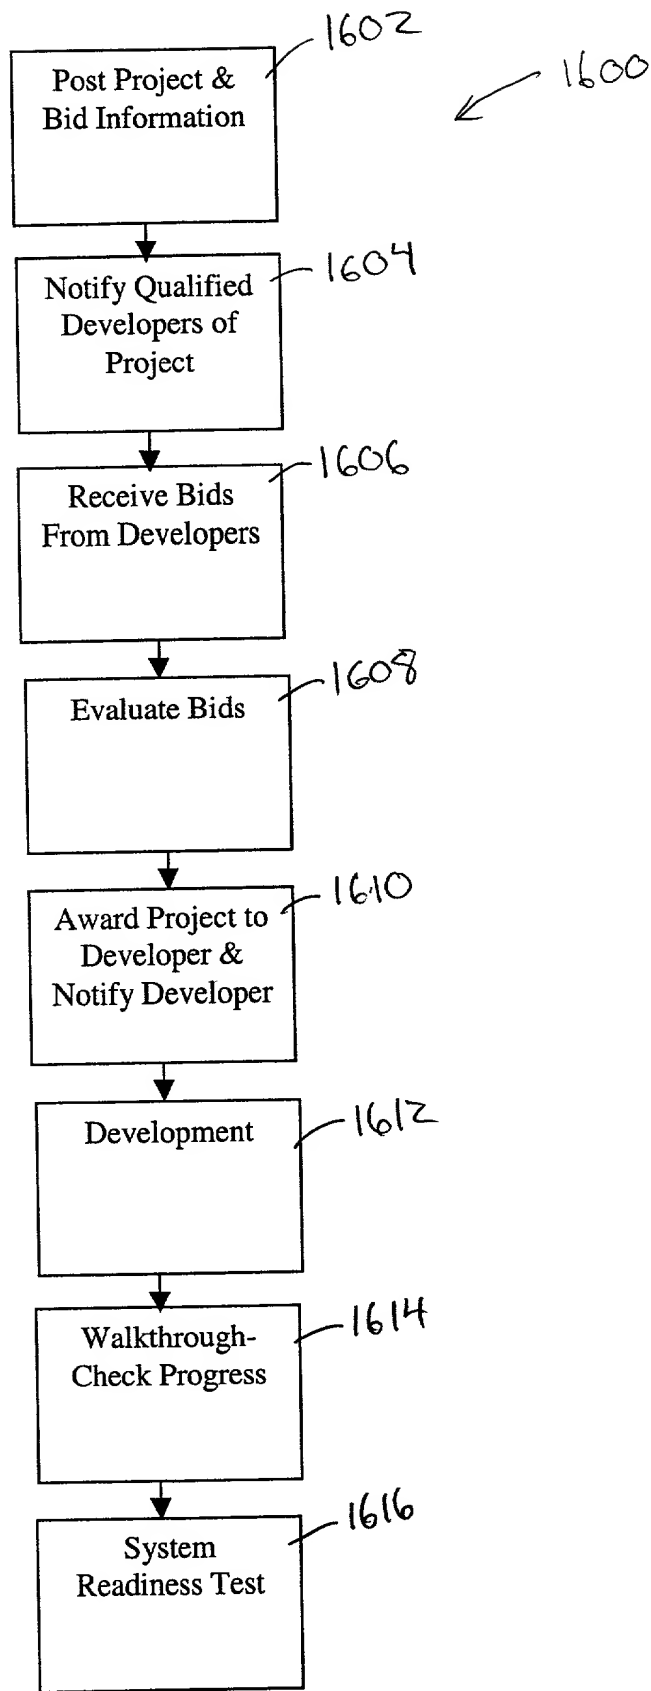 1602
1600
Post Project &
Bid Information
1604
Notify Qualified
Developers of
Project
1606
Receive Bids
From Developers
1608
Evaluate Bids
1610
Award Project to
Developer &
Notify Developer
1612
Development
1614
Walkthrough-
Check Progress
1616
System
Readiness Test